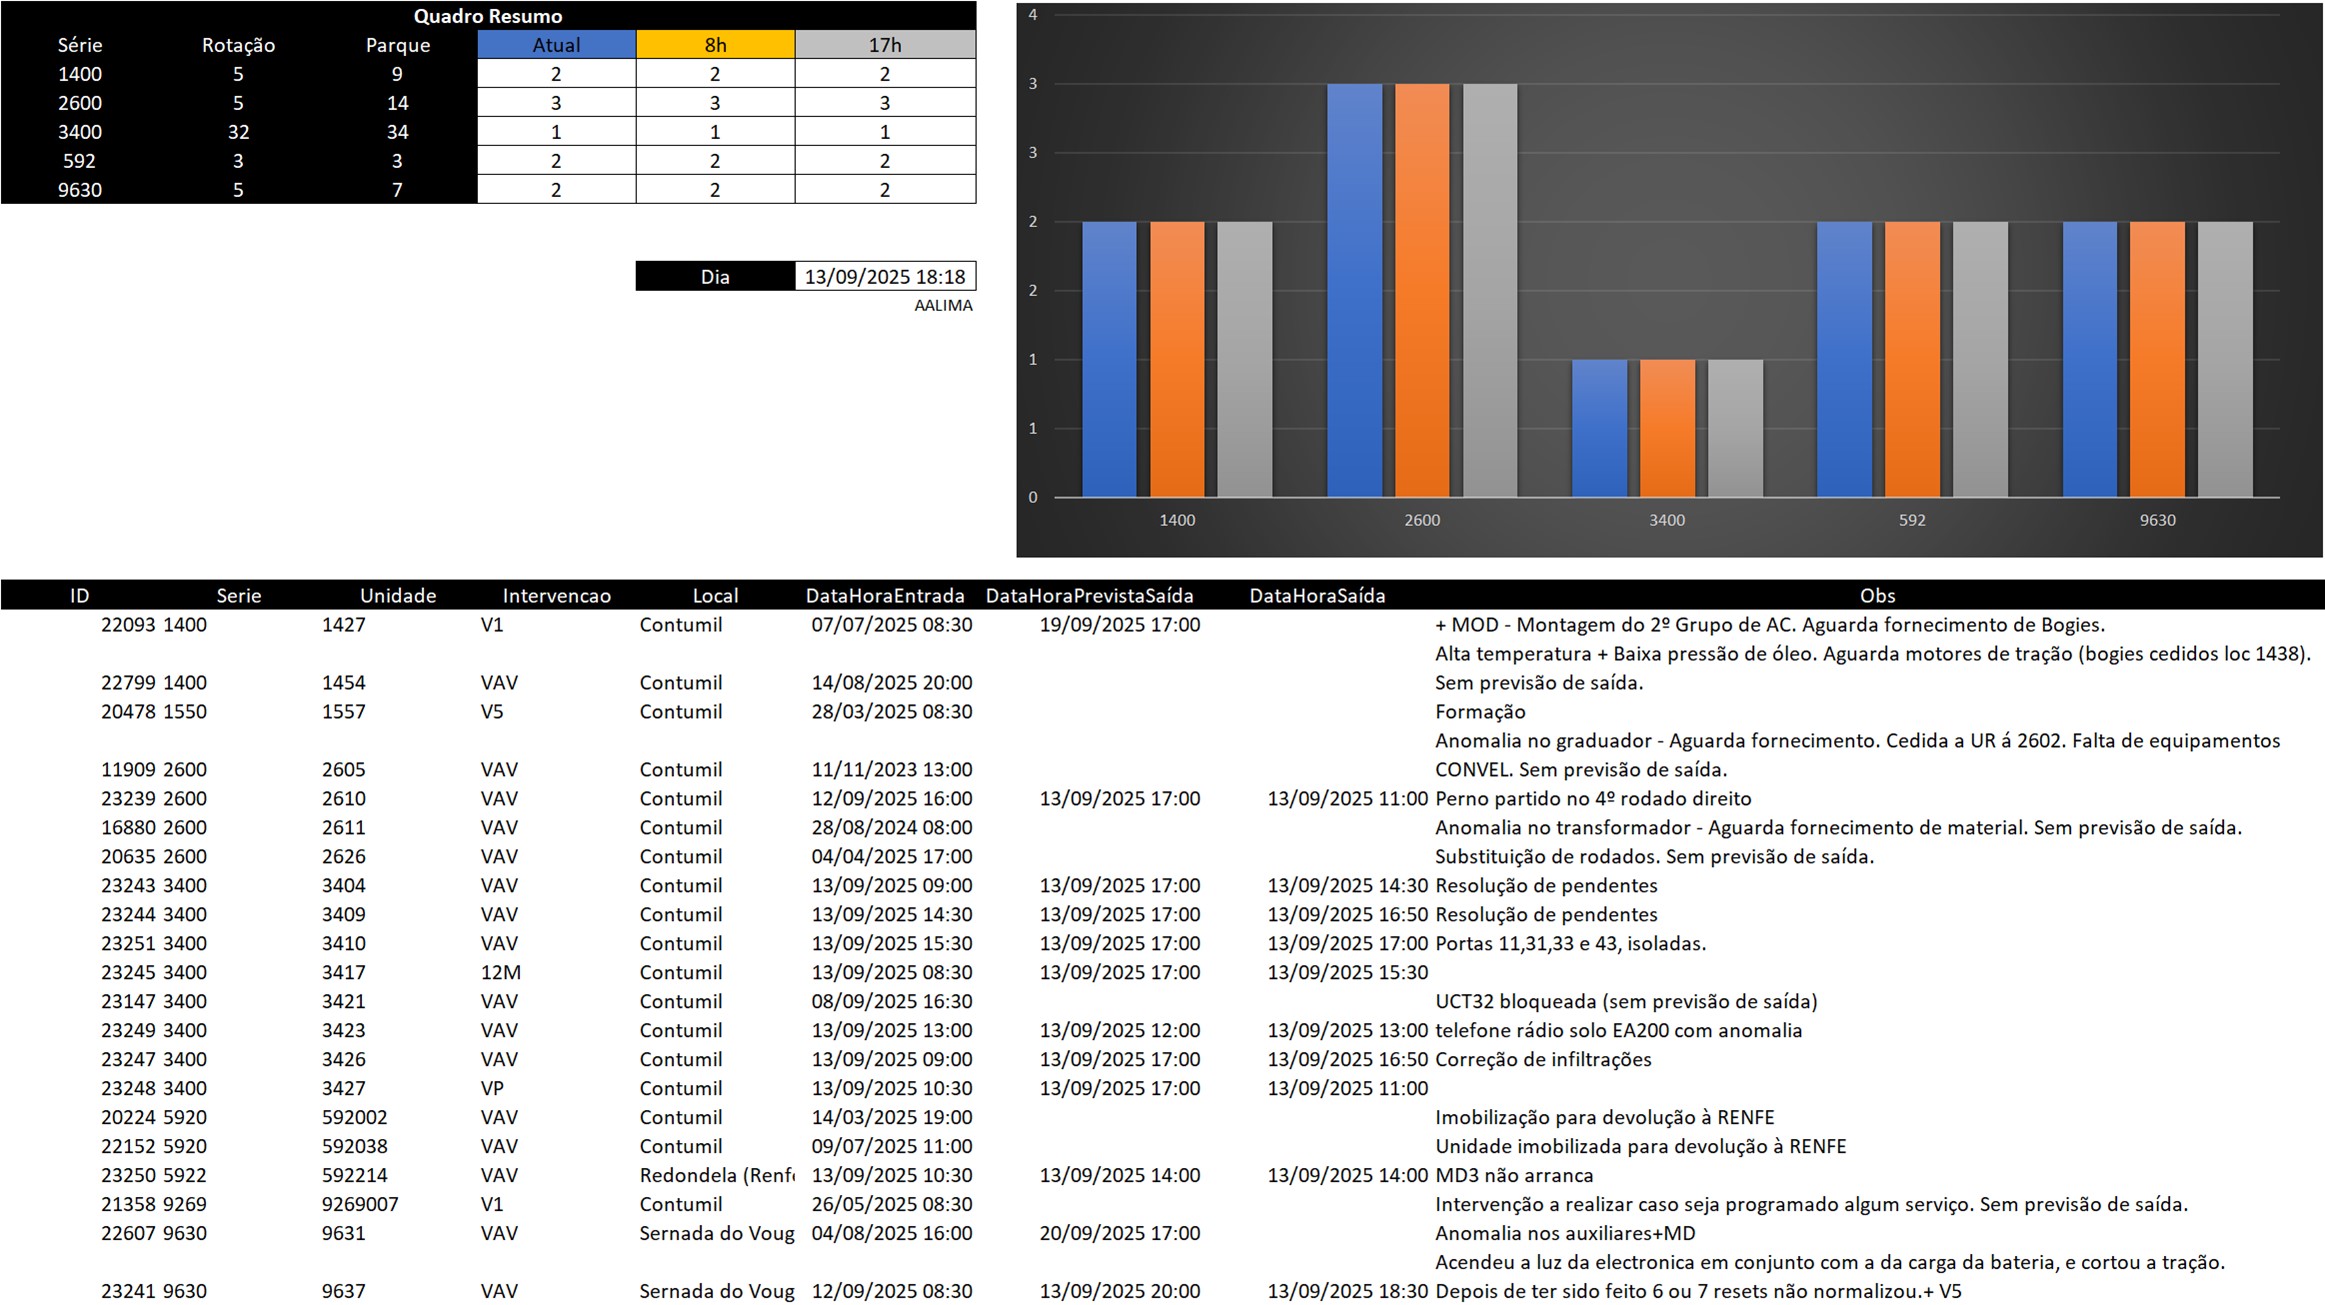 Quadro Resumo
Série Rotação Parque Atual 8h 17h
1400 5 9 2 2 2
2600 5 14 3 3 3
3400 32 34 1 1 1
592 3 3 2 2 2
9630 5 7 2 2 2
Dia 13/09/2025 18:18
AALIMA
4
3
3
2
2
1
1
0
1400 2600 3400 592 9630
ID Serie Unidade Intervencao Local DataHoraEntrada DataHoraPrevistaSaída DataHoraSaída Obs
22093 1400 1427 V1 Contumil 07/07/2025 08:30 19/09/2025 17:00 + MOD - Montagem do 2º Grupo de AC. Aguarda fornecimento de Bogies.
Alta temperatura + Baixa pressão de óleo. Aguarda motores de tração (bogies cedidos loc 1438).
22799 1400 1454 VAV Contumil 14/08/2025 20:00 Sem previsão de saída.
20478 1550 1557 V5 Contumil 28/03/2025 08:30 Formação
Anomalia no graduador - Aguarda fornecimento. Cedida a UR á 2602. Falta de equipamentos
11909 2600 2605 VAV Contumil 11/11/2023 13:00 CONVEL. Sem previsão de saída.
23239 2600 2610 VAV Contumil 12/09/2025 16:00 13/09/2025 17:00 13/09/2025 11:00 Perno partido no 4º rodado direito
16880 2600 2611 VAV Contumil 28/08/2024 08:00 Anomalia no transformador - Aguarda fornecimento de material. Sem previsão de saída.
20635 2600 2626 VAV Contumil 04/04/2025 17:00 Substituição de rodados. Sem previsão de saída.
23243 3400 3404 VAV Contumil 13/09/2025 09:00 13/09/2025 17:00 13/09/2025 14:30 Resolução de pendentes
23244 3400 3409 VAV Contumil 13/09/2025 14:30 13/09/2025 17:00 13/09/2025 16:50 Resolução de pendentes
23251 3400 3410 VAV Contumil 13/09/2025 15:30 13/09/2025 17:00 13/09/2025 17:00 Portas 11,31,33 e 43, isoladas.
23245 3400 3417 12M Contumil 13/09/2025 08:30 13/09/2025 17:00 13/09/2025 15:30
23147 3400 3421 VAV Contumil 08/09/2025 16:30 UCT32 bloqueada (sem previsão de saída)
23249 3400 3423 VAV Contumil 13/09/2025 13:00 13/09/2025 12:00 13/09/2025 13:00 telefone rádio solo EA200 com anomalia
23247 3400 3426 VAV Contumil 13/09/2025 09:00 13/09/2025 17:00 13/09/2025 16:50 Correção de infiltrações
23248 3400 3427 VP Contumil 13/09/2025 10:30 13/09/2025 17:00 13/09/2025 11:00
20224 5920 592002 VAV Contumil 14/03/2025 19:00 Imobilização para devolução à RENFE
22152 5920 592038 VAV Contumil 09/07/2025 11:00 Unidade imobilizada para devolução à RENFE
23250 5922 592214 VAV Redondela (Renf 13/09/2025 10:30 13/09/2025 14:00 13/09/2025 14:00 MD3 não arranca
21358 9269 9269007 V1 Contumil 26/05/2025 08:30 Intervenção a realizar caso seja programado algum serviço. Sem previsão de saída.
22607 9630 9631 VAV Sernada do Voug 04/08/2025 16:00 20/09/2025 17:00 Anomalia nos auxiliares+MD
Acendeu a luz da electronica em conjunto com a da carga da bateria, e cortou a tração.
23241 9630 9637 VAV Sernada do Voug 12/09/2025 08:30 13/09/2025 20:00 13/09/2025 18:30 Depois de ter sido feito 6 ou 7 resets não normalizou.+ V5